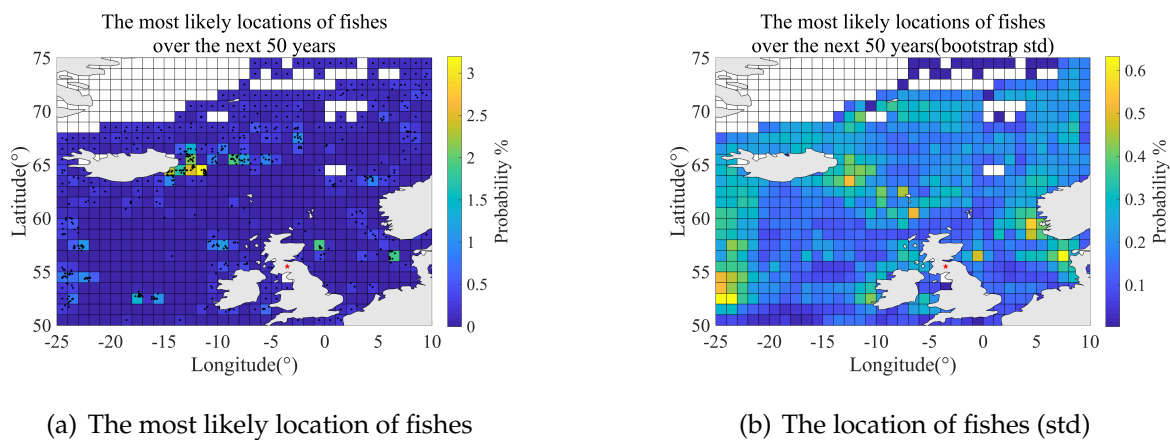 The most likely locations of fishes
over the next 50 years
75
70
65
60
55
50
Latitude(°)
-25 -20 -15 -10 -5 0 5 10
Longitude(°)
3
2.5
2
1.5
1
0.5
0
Probability %
(a) The most likely location of fishes
The most likely locations of fishes
over the next 50 years(bootstrap std)
75
70
65
60
55
50
Latitude(°)
-25 -20 -15 -10 -5 0 5 10
Longitude(°)
0.6
0.5
0.4
0.3
0.2
0.1
Probability %
(b) The location of fishes (std)